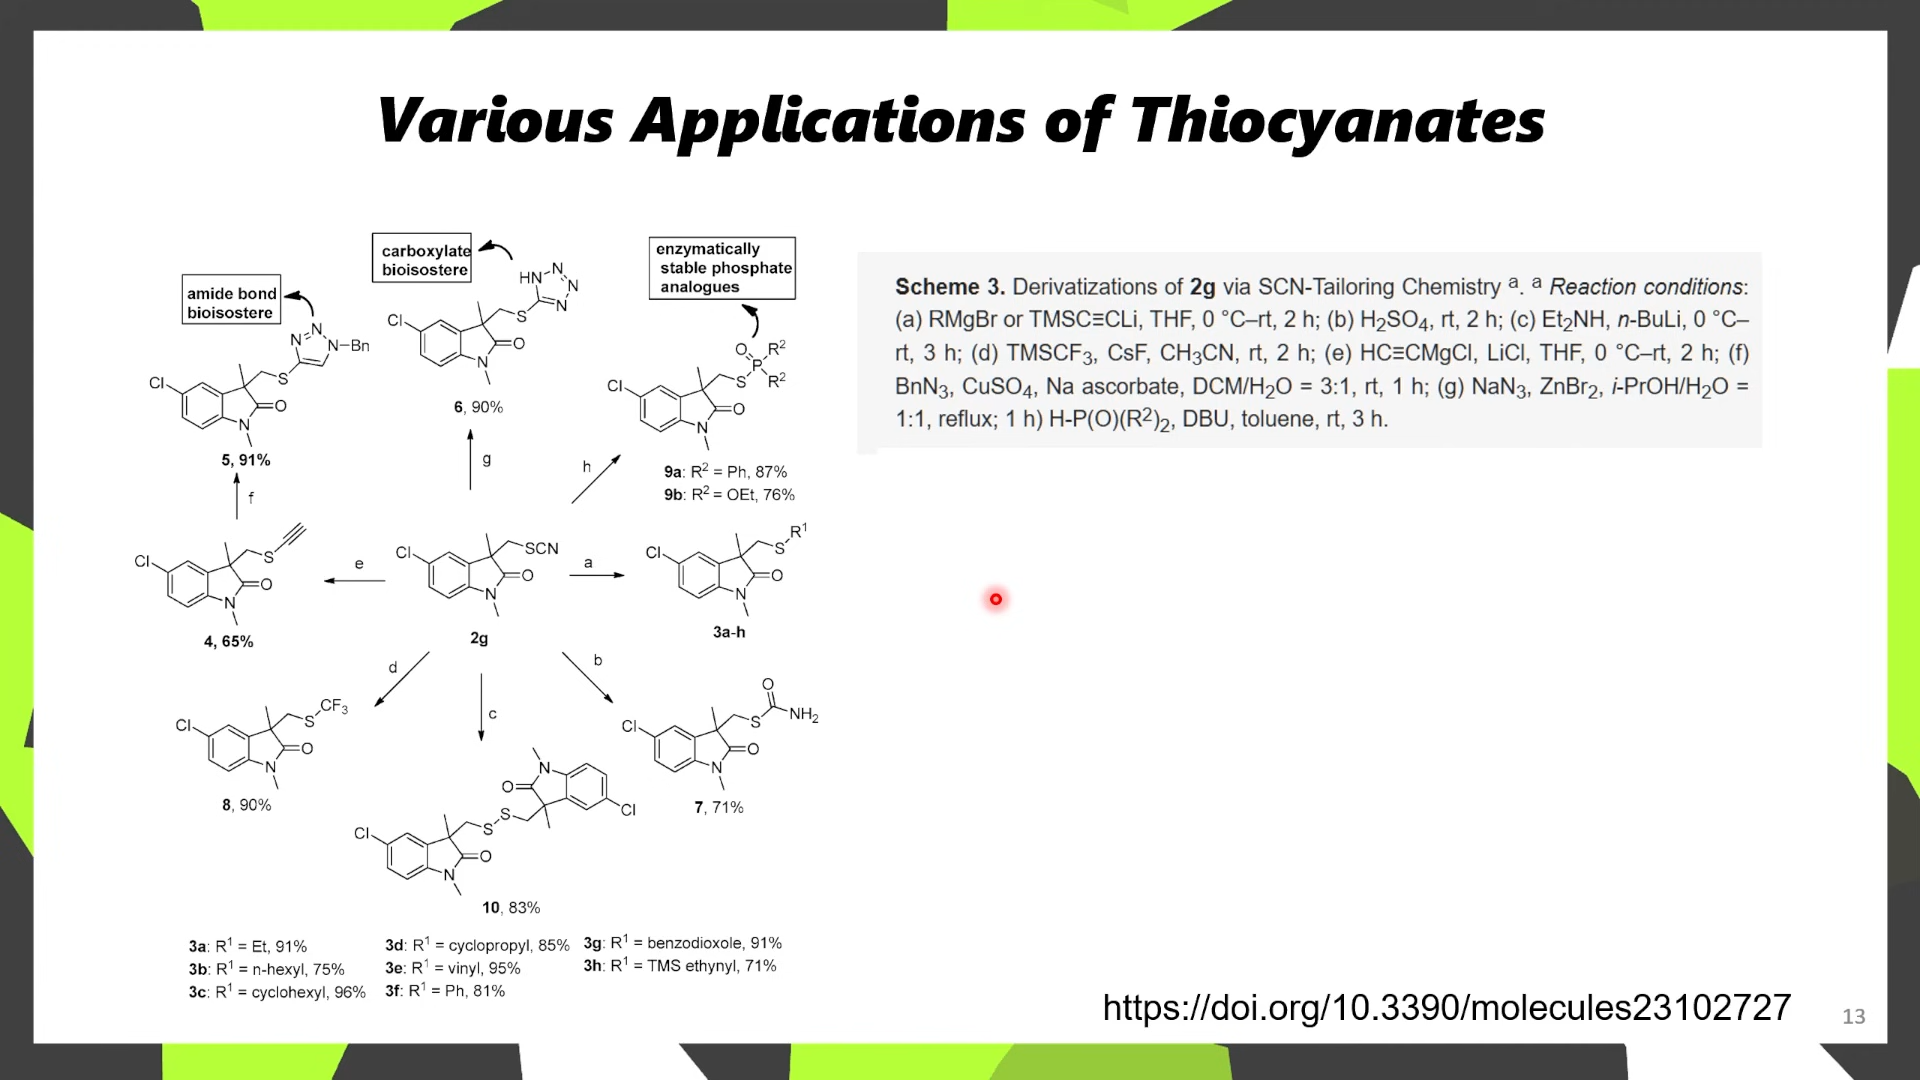 Various Applications of Thiocyanates
carboxylate
bioisostere
enzymatically
stable phosphate
analogues
amide bond
bioisostere
HN N N N
N N N–Bn
Cl S O N
Cl S O N
O P R² R² S
Cl O N
5, 91%
6, 90%
9a: R² = Ph, 87%
9b: R² = OEt, 76%
f
g
h
Cl S O N
4, 65%
e
Cl SCN O N
2g
a
Cl S R¹ O N
3a-h
d
c
b
Cl S CF₃ O N
8, 90%
O N Cl
Cl S S O N
10, 83%
Cl S O NH₂ O N
7, 71%
3a: R¹ = Et, 91%
3b: R¹ = n-hexyl, 75%
3c: R¹ = cyclohexyl, 96%
3d: R¹ = cyclopropyl, 85%
3e: R¹ = vinyl, 95%
3f: R¹ = Ph, 81%
3g: R¹ = benzodioxole, 91%
3h: R¹ = TMS ethynyl, 71%
Scheme 3. Derivatizations of 2g via SCN-Tailoring Chemistry ᵃ. ᵃ Reaction conditions:
(a) RMgBr or TMSC≡CLi, THF, 0 °C–rt, 2 h; (b) H₂SO₄, rt, 2 h; (c) Et₂NH, n-BuLi, 0 °C–
rt, 3 h; (d) TMSCF₃, CsF, CH₃CN, rt, 2 h; (e) HC≡CMgCl, LiCl, THF, 0 °C–rt, 2 h; (f)
BnN₃, CuSO₄, Na ascorbate, DCM/H₂O = 3:1, rt, 1 h; (g) NaN₃, ZnBr₂, i-PrOH/H₂O =
1:1, reflux; 1 h) H-P(O)(R²)₂, DBU, toluene, rt, 3 h.
https://doi.org/10.3390/molecules23102727
13